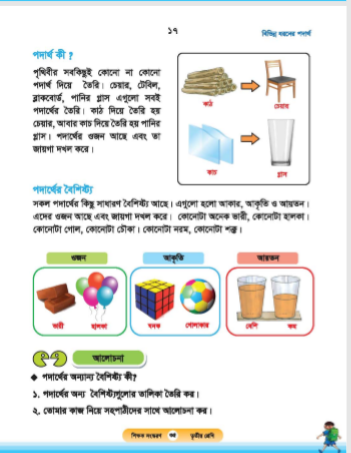 ১৭
বিভিন্ন ধরনের পদার্থ
পদার্থ কী ?
পৃথিবীর সবকিছুই কোনো না কোনো
পদার্থ দিয়ে তৈরি। চেয়ার, টেবিল,
ব্ল্যাকবোর্ড, পানির গ্লাস এগুলো সবই
পদার্থের তৈরি। কাঠ দিয়ে তৈরি হয়
চেয়ার, আবার কাচ দিয়ে তৈরি হয় পানির
গ্লাস। পদার্থের ওজন আছে এবং তা
জায়গা দখল করে।
কাঠ
চেয়ার
কাচ
গ্লাস
পদার্থের বৈশিষ্ট্য
সকল পদার্থের কিছু সাধারণ বৈশিষ্ট্য আছে। এগুলো হলো আকার, আকৃতি ও আয়তন।
এদের ওজন আছে এবং জায়গা দখল করে। কোনোটা অনেক ভারী, কোনোটা হালকা।
কোনোটা গোল, কোনোটা চৌকা। কোনোটা নরম, কোনোটা শক্ত।
ওজন
আকৃতি
আয়তন
ভারী
হালকা
ঘনক
গোলাকার
বেশি
কম
আলোচনা
◆ পদার্থের অন্যান্য বৈশিষ্ট্য কী?
১. পদার্থের অন্য বৈশিষ্ট্যগুলোর তালিকা তৈরি কর।
২. তোমার কাজ নিয়ে সহপাঠীদের সাথে আলোচনা কর।
শিক্ষক সংস্করণ
তৃতীয় শ্রেণি